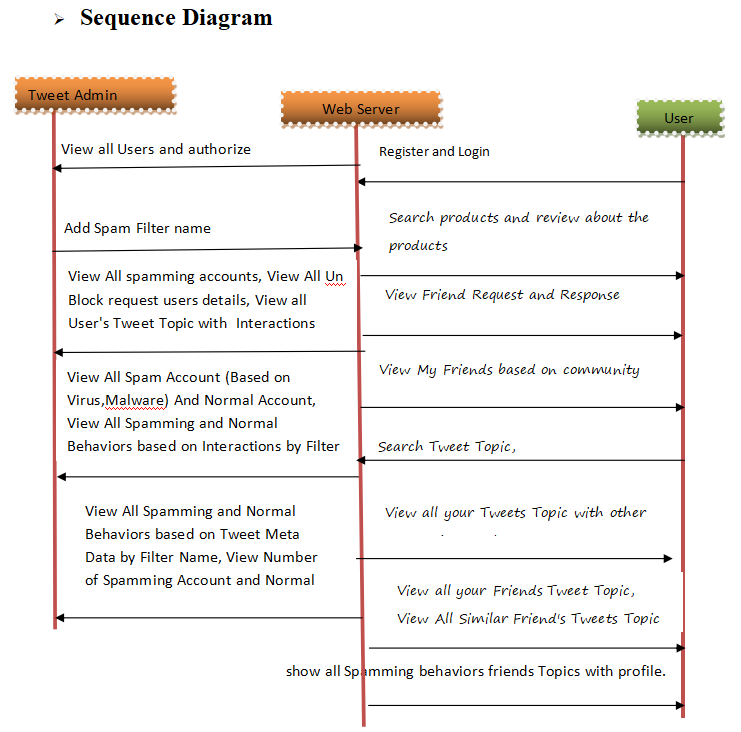 Sequence Diagram
Tweet Admin
Web Server
User
View all Users and authorize
Register and Login
Add Spam Filter name
Search products and review about the
products
View All spamming accounts, View All Un
Block request users details, View all
User's Tweet Topic with Interactions
View Friend Request and Response
View All Spam Account (Based on
Virus,Malware) And Normal Account,
View All Spamming and Normal
Behaviors based on Interactions by Filter
View My Friends based on community
Search Tweet Topic,
View All Spamming and Normal
Behaviors based on Tweet Meta
Data by Filter Name, View Number
of Spamming Account and Normal
View all your Tweets Topic with other
View all your Friends Tweet Topic,
View All Similar Friend's Tweets Topic
show all Spamming behaviors friends Topics with profile.